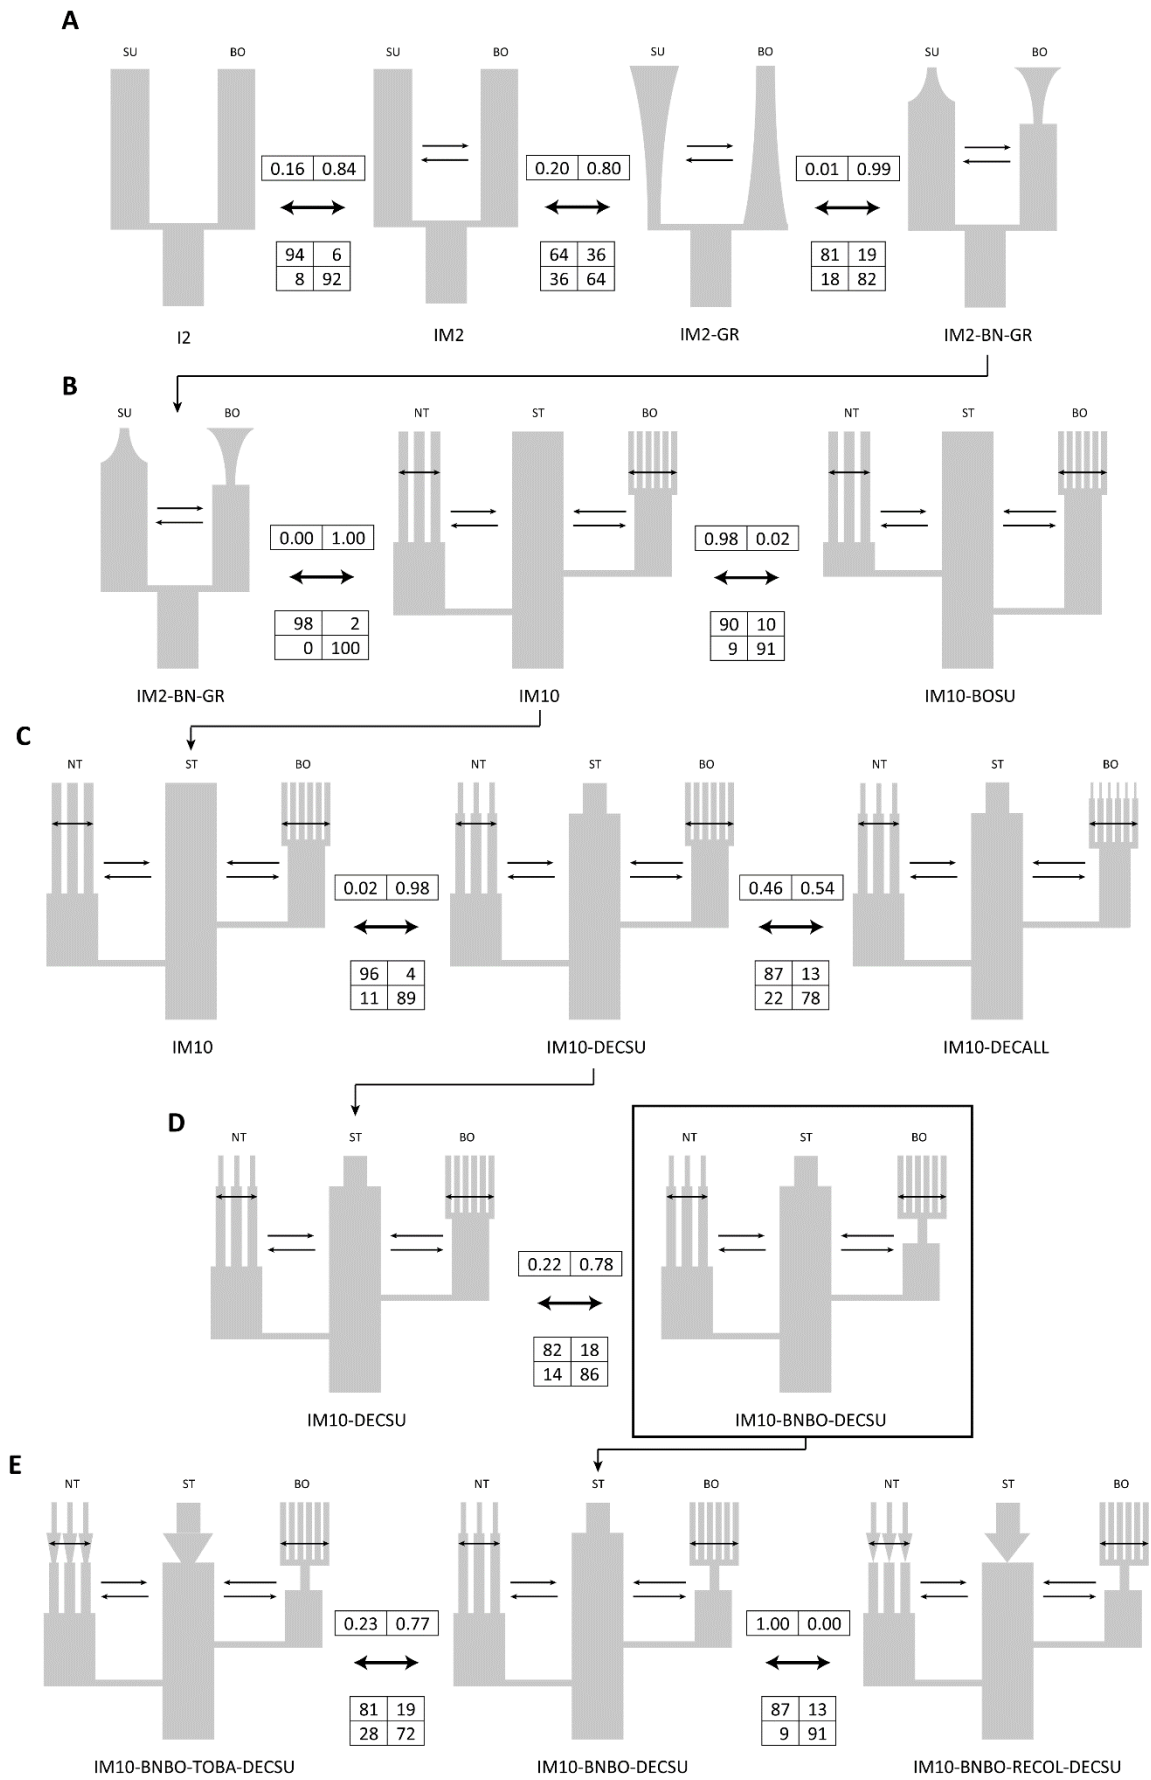 A
SU BO SU BO SU BO SU BO
0.16 0.84 0.20 0.80 0.01 0.99
94 6 64 36 81 19
8 92 36 64 18 82
I2 IM2 IM2-GR IM2-BN-GR
B
SU BO NT ST BO NT ST BO
0.00 1.00 0.98 0.02
98 2 90 10
0 100 9 91
IM2-BN-GR IM10 IM10-BOSU
C
NT ST BO NT ST BO NT ST BO
0.02 0.98 0.46 0.54
96 4 87 13
11 89 22 78
IM10 IM10-DECSU IM10-DECALL
D
NT ST BO NT ST BO
0.22 0.78
82 18
14 86
IM10-DECSU IM10-BNBO-DECSU
E
NT ST BO NT ST BO NT ST BO
0.23 0.77 1.00 0.00
81 19 87 13
28 72 9 91
IM10-BNBO-TOBA-DECSU IM10-BNBO-DECSU IM10-BNBO-RECOL-DECSU